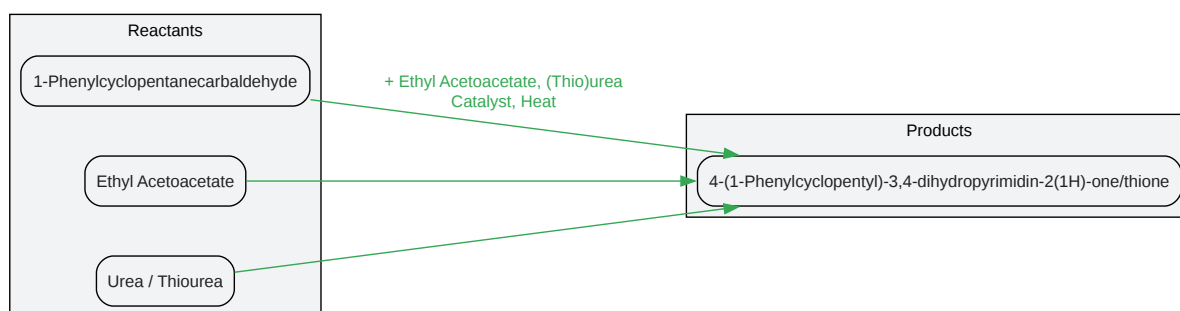 Reactants
1-Phenylcyclopentanecarbaldehyde
+ Ethyl Acetoacetate, (Thio)urea
Catalyst, Heat
Products
Ethyl Acetoacetate
4-(1-Phenylcyclopentyl)-3,4-dihydropyrimidin-2(1H)-one/thione
Urea / Thiourea